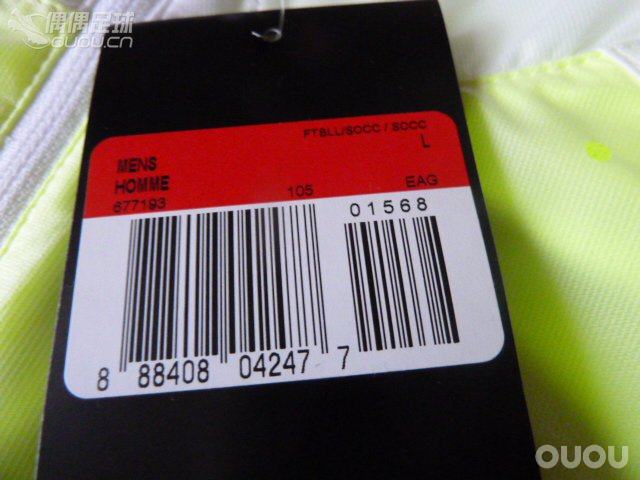 偶偶足球
OUOU.CN
FTBLL/SOCC / SOCC
MENS L
HOMME
677193 105 EAG
01568
8 88408 04247 7
OUOU